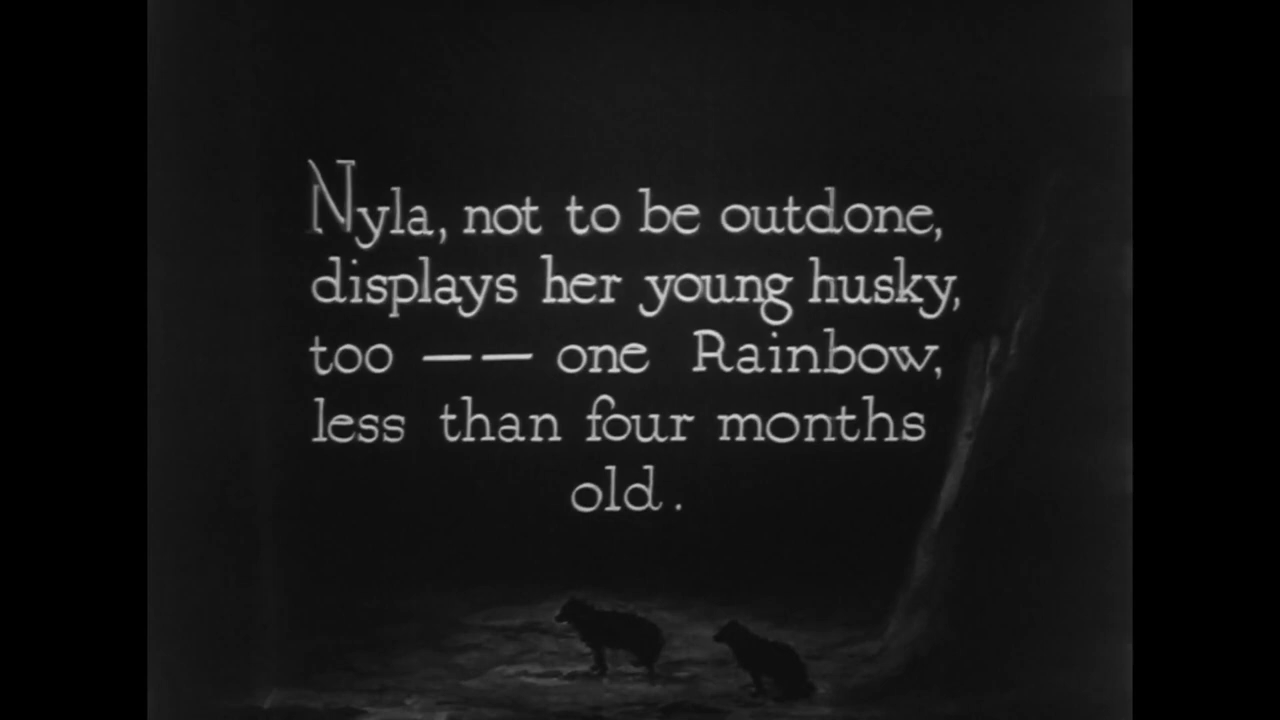 Nyla, not to be outdone,
displays her young husky,
too —— one Rainbow,
less than four months
old.